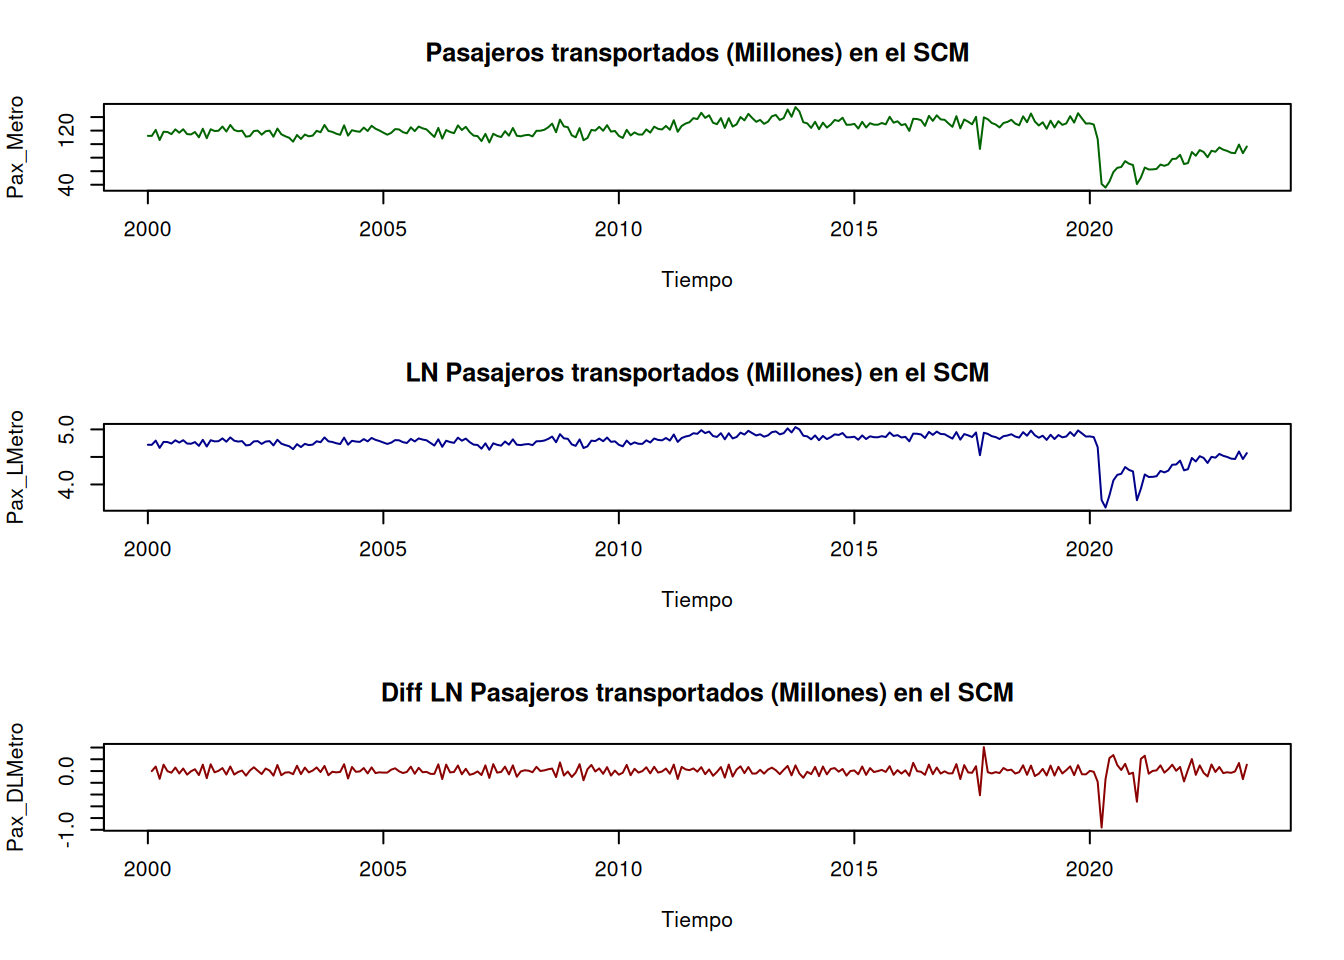 Pasajeros transportados (Millones) en el SCM
Pax_Metro
120
40
2000 2005 2010 2015 2020
Tiempo
LN Pasajeros transportados (Millones) en el SCM
Pax_LMetro
5.0
4.0
2000 2005 2010 2015 2020
Tiempo
Diff LN Pasajeros transportados (Millones) en el SCM
Pax_DLMetro
0.0
-1.0
2000 2005 2010 2015 2020
Tiempo